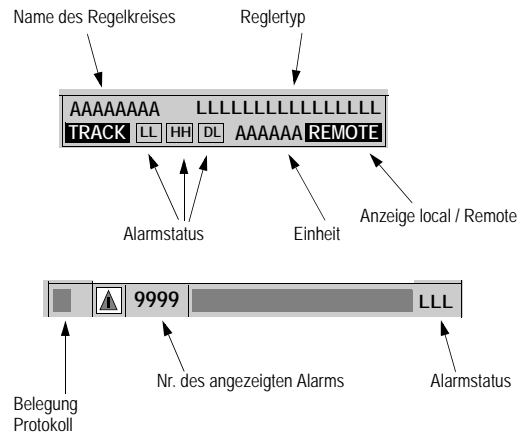 Name des Regelkreises Reglertyp
AAAAAAAA LLLLLLLLLLLLLLLL
TRACK LL HH DL AAAAAA REMOTE
Alarmstatus Einheit Anzeige local / Remote
9999 LLL
Nr. des angezeigten Alarms Alarmstatus
Belegung
Protokoll